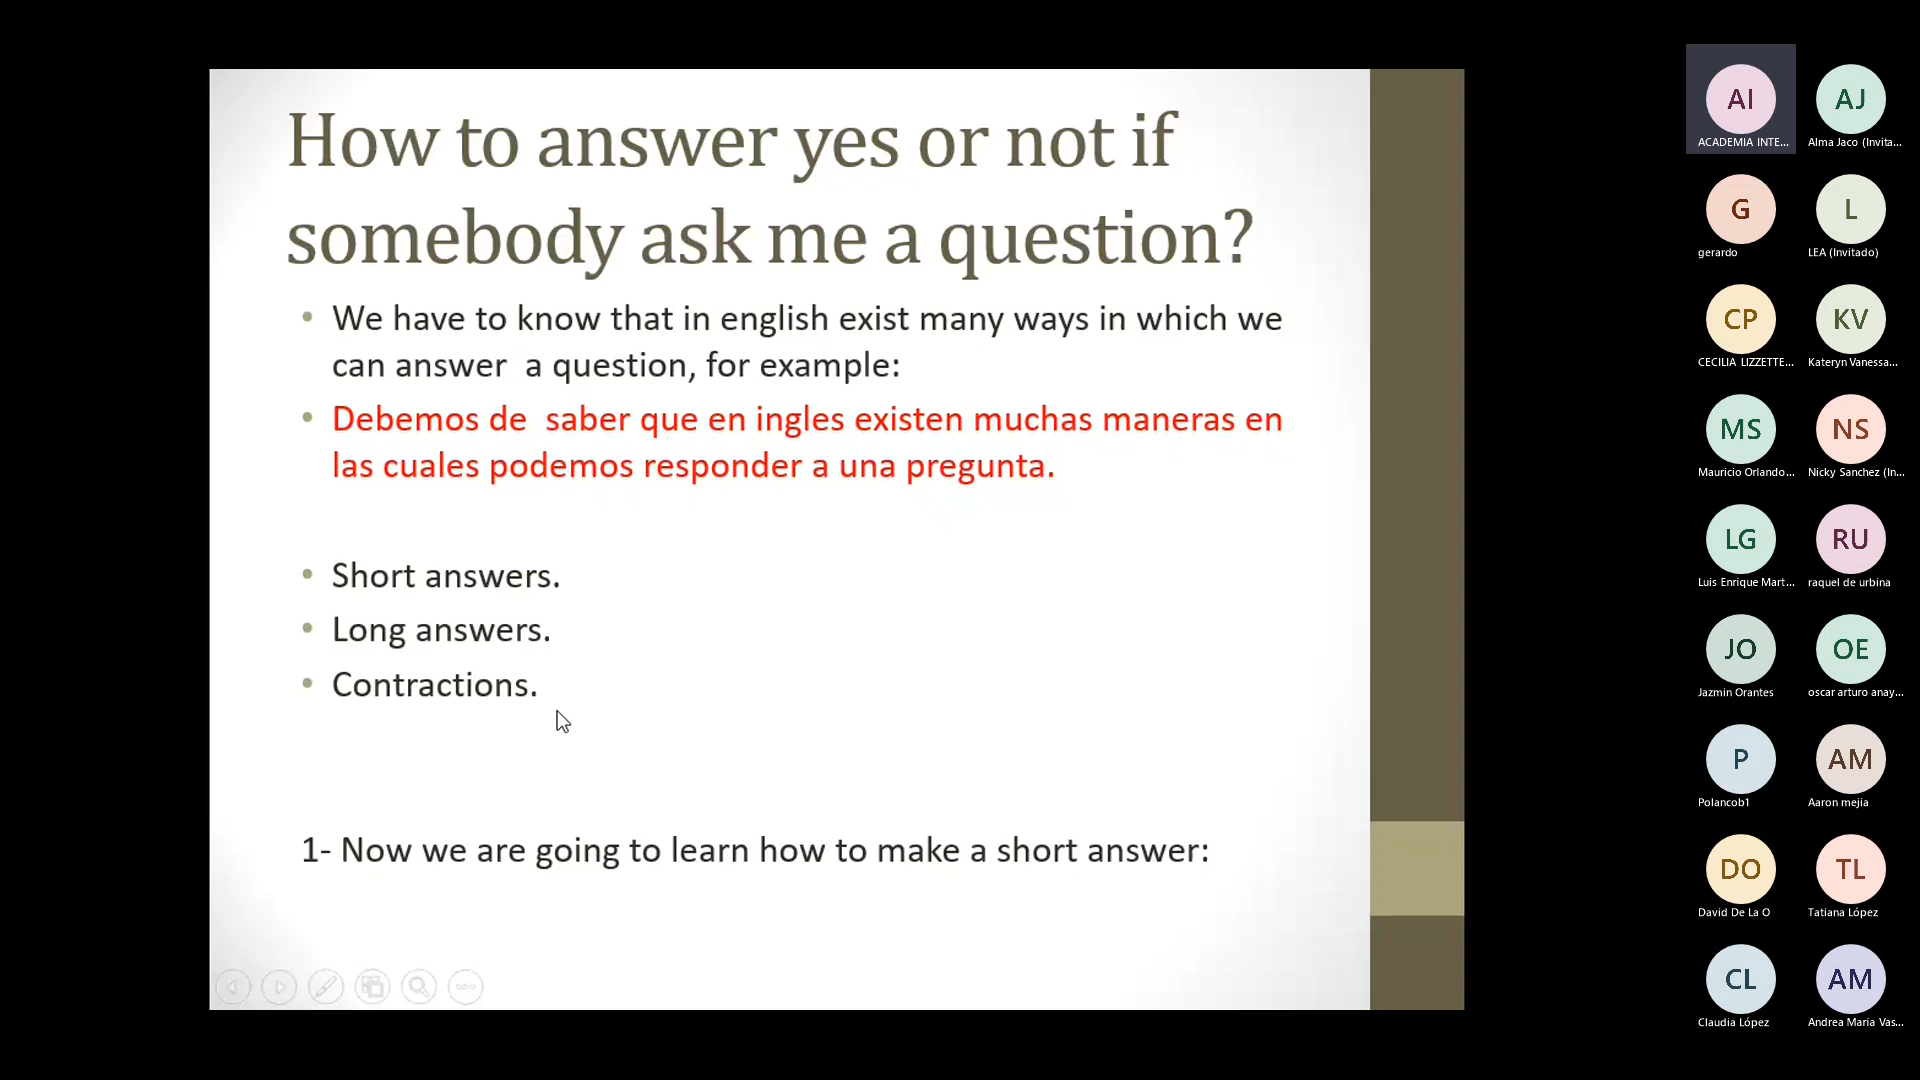 How to answer yes or not if
somebody ask me a question?
• We have to know that in english exist many ways in which we
can answer  a question, for example:
• Debemos de  saber que en ingles existen muchas maneras en
las cuales podemos responder a una pregunta.
• Short answers.
• Long answers.
• Contractions.
1- Now we are going to learn how to make a short answer:
AI
AJ
ACADEMIA INTE...
Alma Jaco (Invita...
G
L
gerardo
LEA (Invitado)
CP
KV
CECILIA LIZZETTE...
Kateryn Vanessa...
MS
NS
Mauricio Orlando...
Nicky Sanchez (In...
LG
RU
Luis Enrique Mart...
raquel de urbina
JO
OE
Jazmin Orantes
oscar arturo anay...
P
AM
Polancob1
Aaron mejia
DO
TL
David De La O
Tatiana López
CL
AM
Claudia López
Andrea María Vas...